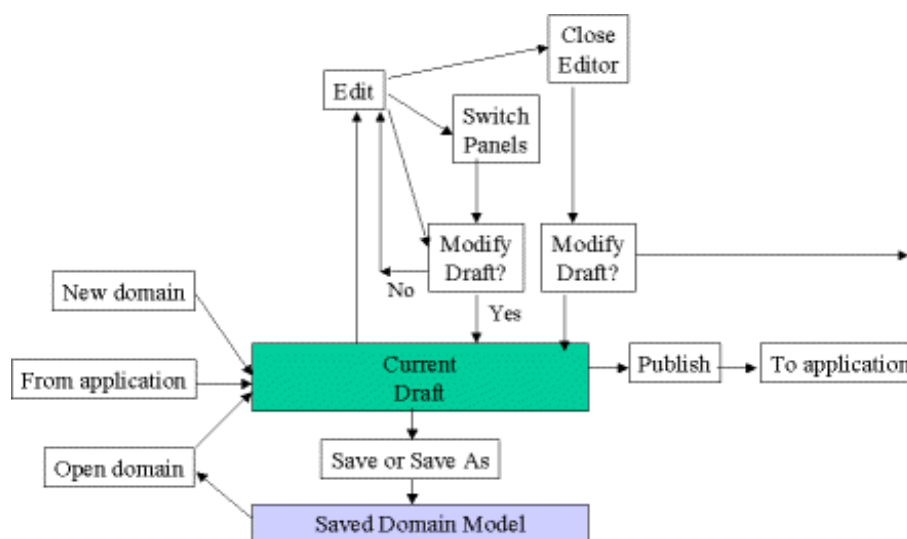 Close
Editor
Edit
Switch
Panels
Modify
Draft?
Modify
Draft?
No
New domain
Yes
Current
Draft
Publish
To application
From application
Save or Save As
Open domain
Saved Domain Model